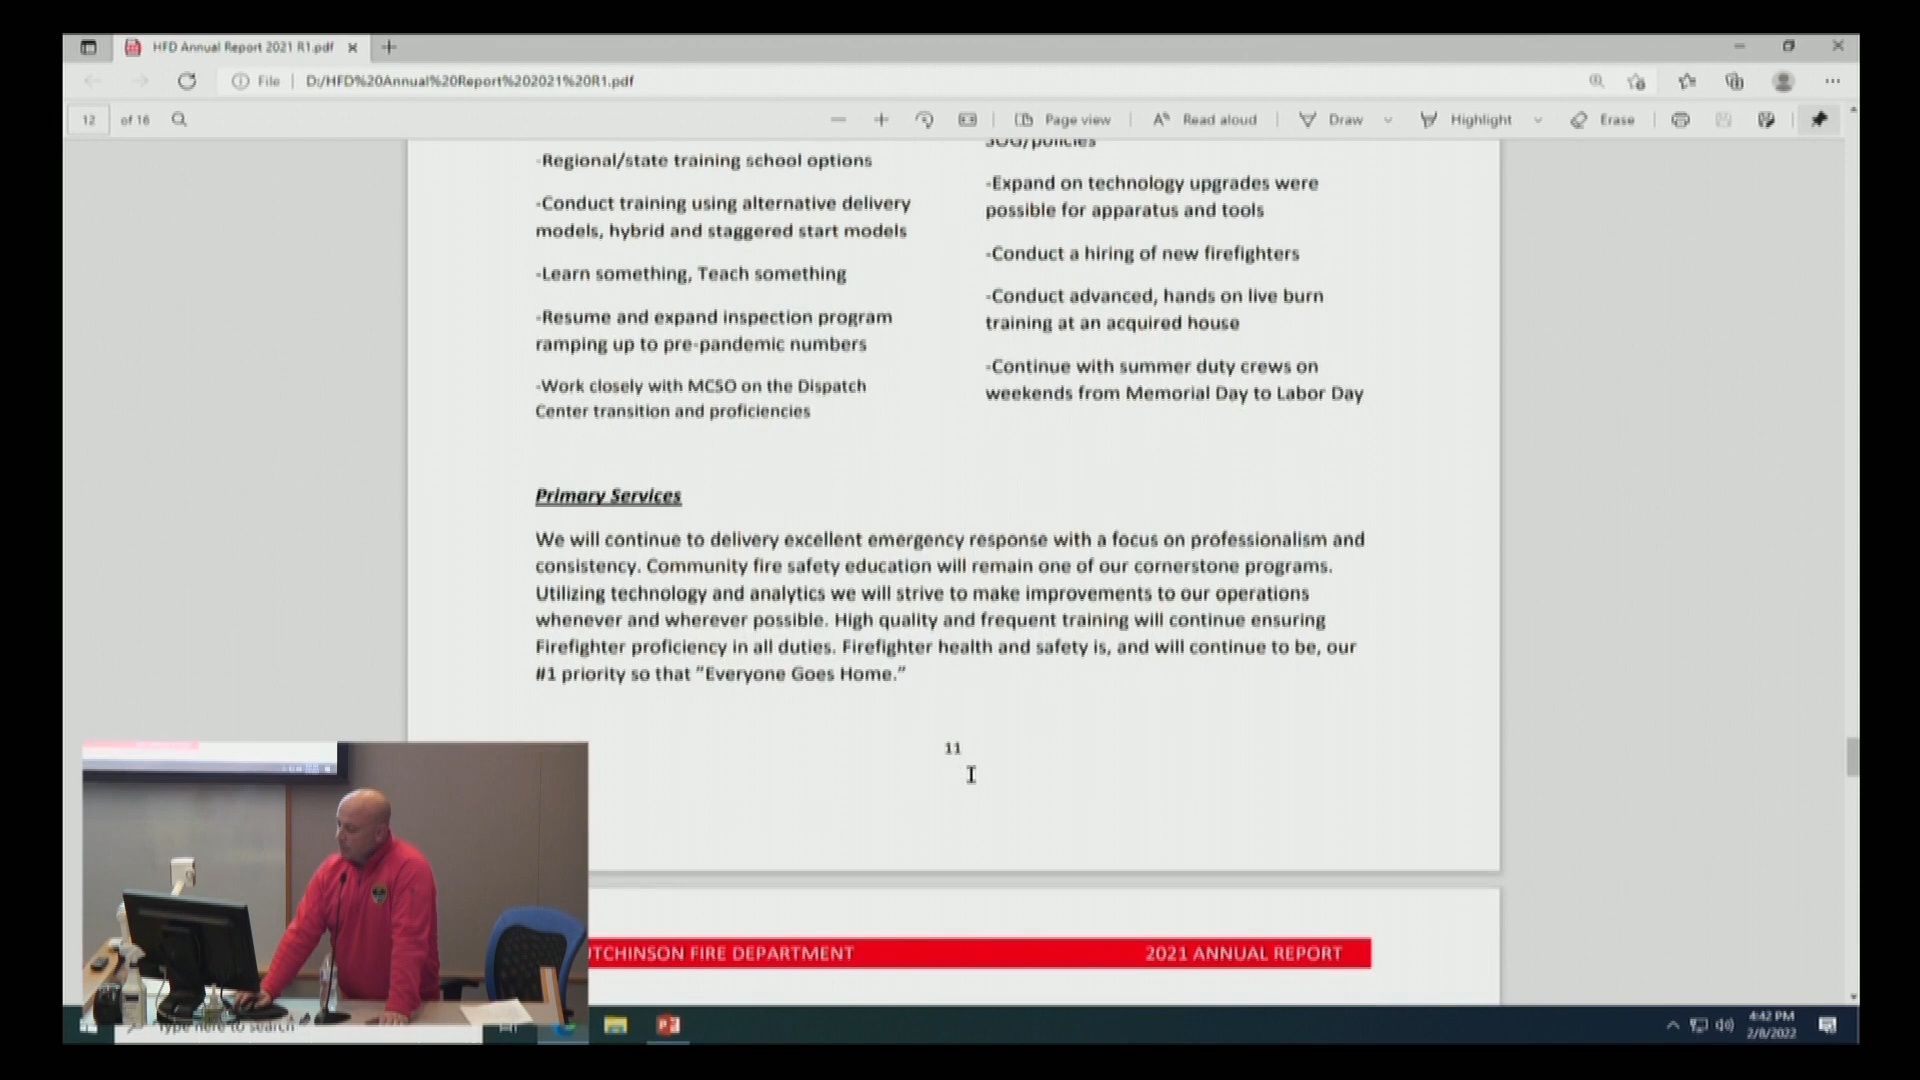 HFD Annual Report 2021 R1.pdf
File
D:/HFD%20Annual%20Report%202021%20R1.pdf
12 of 16
Page view
Read aloud
Draw
Highlight
Erase
-Regional/state training school options
-Conduct training using alternative delivery
models, hybrid and staggered start models
-Learn something, Teach something
-Resume and expand inspection program
ramping up to pre-pandemic numbers
-Work closely with MCSO on the Dispatch
Center transition and proficiencies
SOG/policies
-Expand on technology upgrades were
possible for apparatus and tools
-Conduct a hiring of new firefighters
-Conduct advanced, hands on live burn
training at an acquired house
-Continue with summer duty crews on
weekends from Memorial Day to Labor Day
Primary Services
We will continue to delivery excellent emergency response with a focus on professionalism and
consistency. Community fire safety education will remain one of our cornerstone programs.
Utilizing technology and analytics we will strive to make improvements to our operations
whenever and wherever possible. High quality and frequent training will continue ensuring
Firefighter proficiency in all duties. Firefighter health and safety is, and will continue to be, our
#1 priority so that "Everyone Goes Home."
11
TCHINSON FIRE DEPARTMENT
2021 ANNUAL REPORT
Type here to search
4:42 PM
2/8/2022